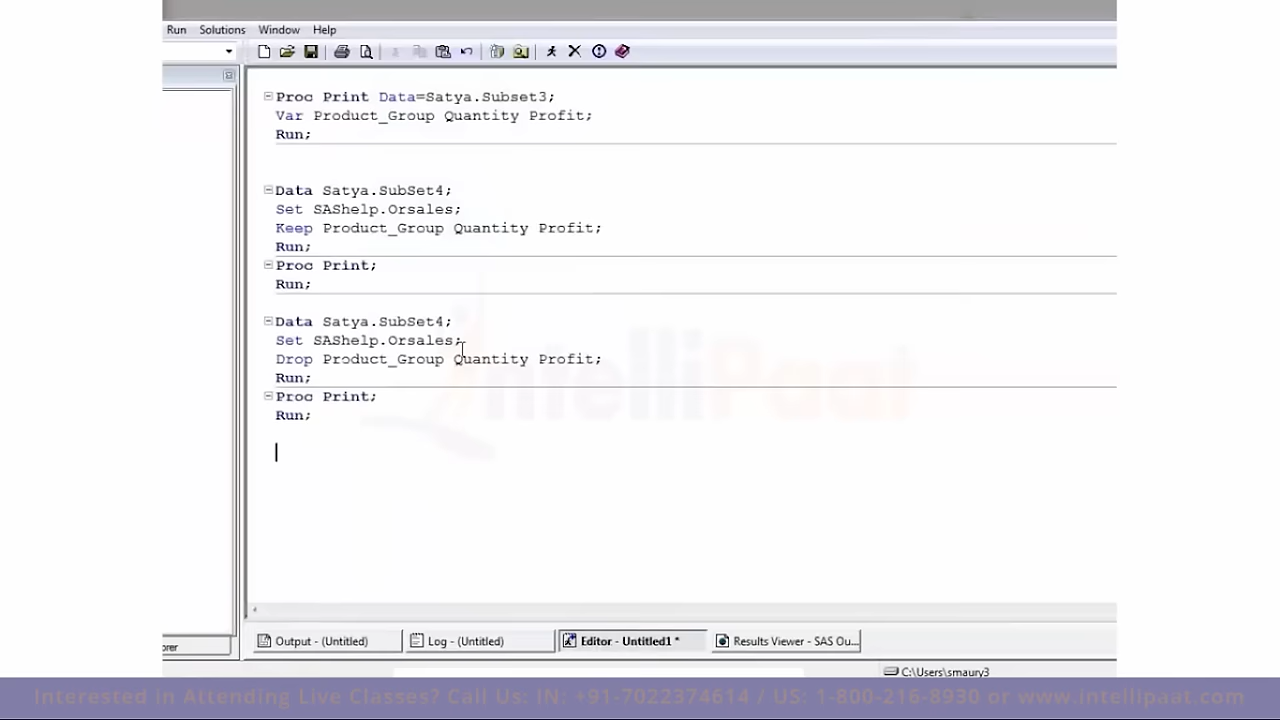 Run Solutions Window Help
Proc Print Data=Satya.Subset3;
Var Product_Group Quantity Profit;
Run;
Data Satya.SubSet4;
Set SAShelp.Orsales;
Keep Product_Group Quantity Profit;
Run;
Proc Print;
Run;
Data Satya.SubSet4;
Set SAShelp.Orsales;
Drop Product_Group Quantity Profit;
Run;
Proc Print;
Run;
IntelliPaat
Output - (Untitled) Log - (Untitled) Editor - Untitled1 * Results Viewer - SAS Ou...
rer
C:\Users\smaury3
Interested in Attending Live Classes? Call Us: IN: +91-7022374614 / US: 1-800-216-8930 or www.intellipaat.com